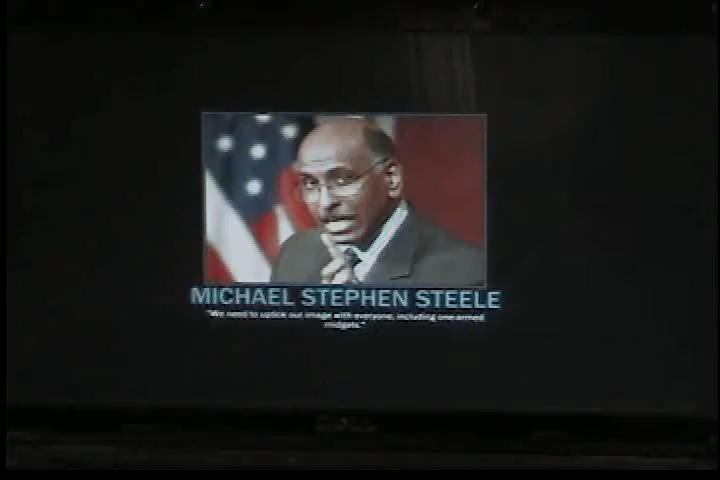 MICHAEL STEPHEN STEELE
"We need to uptick our image with everyone, including one-armed
midgets."